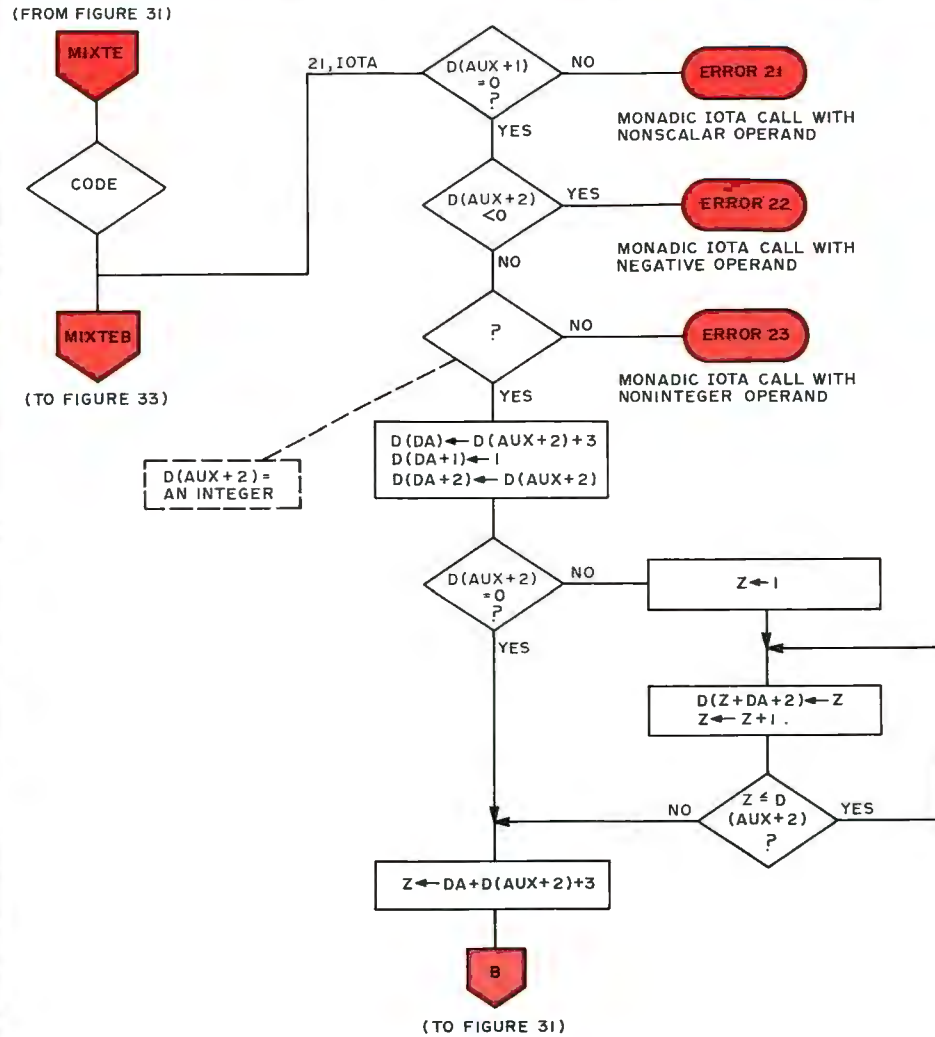 (FROM FIGURE 31)
MIXTE
CODE
MIXTEB
(TO FIGURE 33)
21, IOTA
D(AUX+1)
=0
?
NO
ERROR 21
MONADIC IOTA CALL WITH
NONSCALAR OPERAND
YES
D(AUX+2)
<0
YES
ERROR 22
MONADIC IOTA CALL WITH
NEGATIVE OPERAND
NO
?
NO
ERROR 23
MONADIC IOTA CALL WITH
NONINTEGER OPERAND
YES
D(AUX+2)=
AN INTEGER
D(DA)←D(AUX+2)+3
D(DA+1)←1
D(DA+2)←D(AUX+2)
D(AUX+2)
=0
?
NO
Z←1
YES
D(Z+DA+2)←Z
Z←Z+1.
Z≤D
(AUX+2)
?
NO
YES
Z←DA+D(AUX+2)+3
B
(TO FIGURE 31)